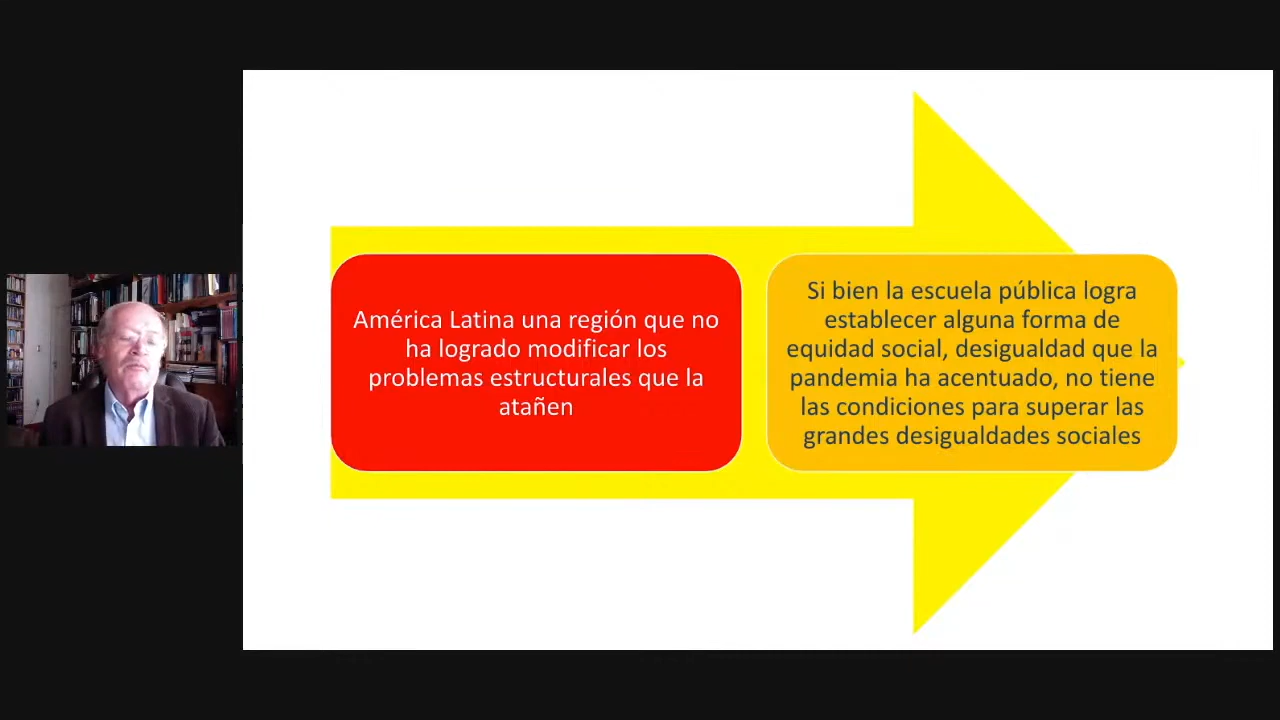 América Latina una región que no
ha logrado modificar los
problemas estructurales que la
atañen
Si bien la escuela pública logra
establecer alguna forma de
equidad social, desigualdad que la
pandemia ha acentuado, no tiene
las condiciones para superar las
grandes desigualdades sociales